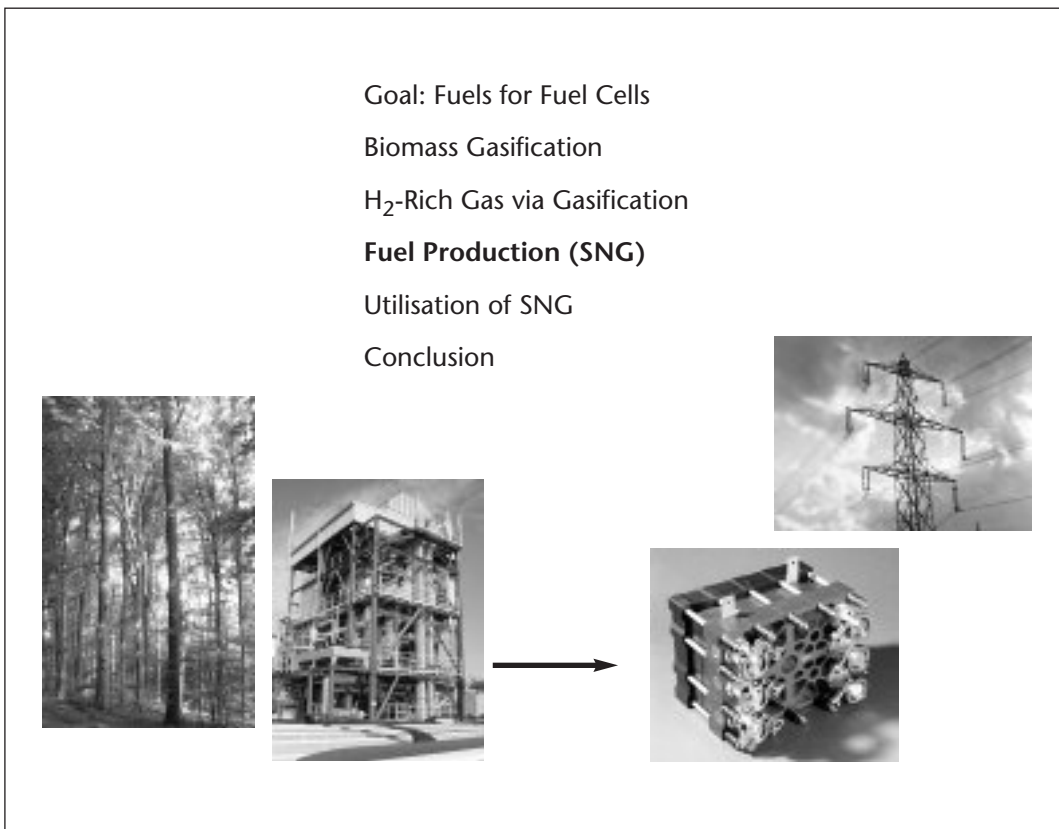 Goal: Fuels for Fuel Cells
Biomass Gasification
H2-Rich Gas via Gasification
Fuel Production (SNG)
Utilisation of SNG
Conclusion